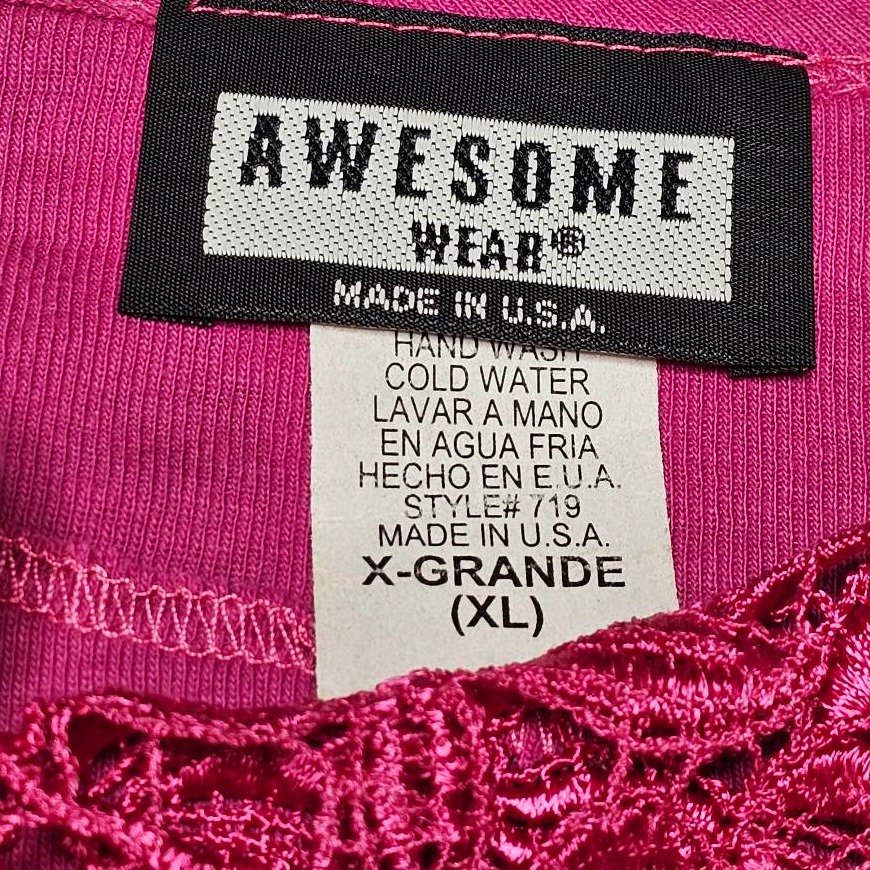 AWESOME
WEAR®
MADE IN U.S.A.
HAND WASH
COLD WATER
LAVAR A MANO
EN AGUA FRIA
HECHO EN E.U.A.
STYLE# 719
MADE IN U.S.A.
X-GRANDE
(XL)